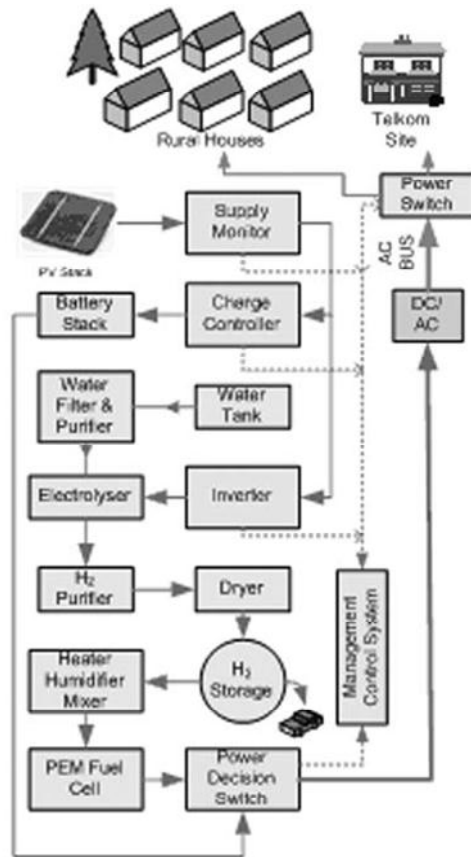 Rural Houses
Telkom
Site
Power
Switch
Supply
Monitor
PV Stack
AC
BUS
Battery
Stack
Charge
Controller
DC/
AC
Water
Filter &
Purifier
Water
Tank
Electrolyser
Inverter
H2
Purifier
Dryer
Management
Control System
Heater
Humidifier
Mixer
H2
Storage
PEM Fuel
Cell
Power
Decision
Switch